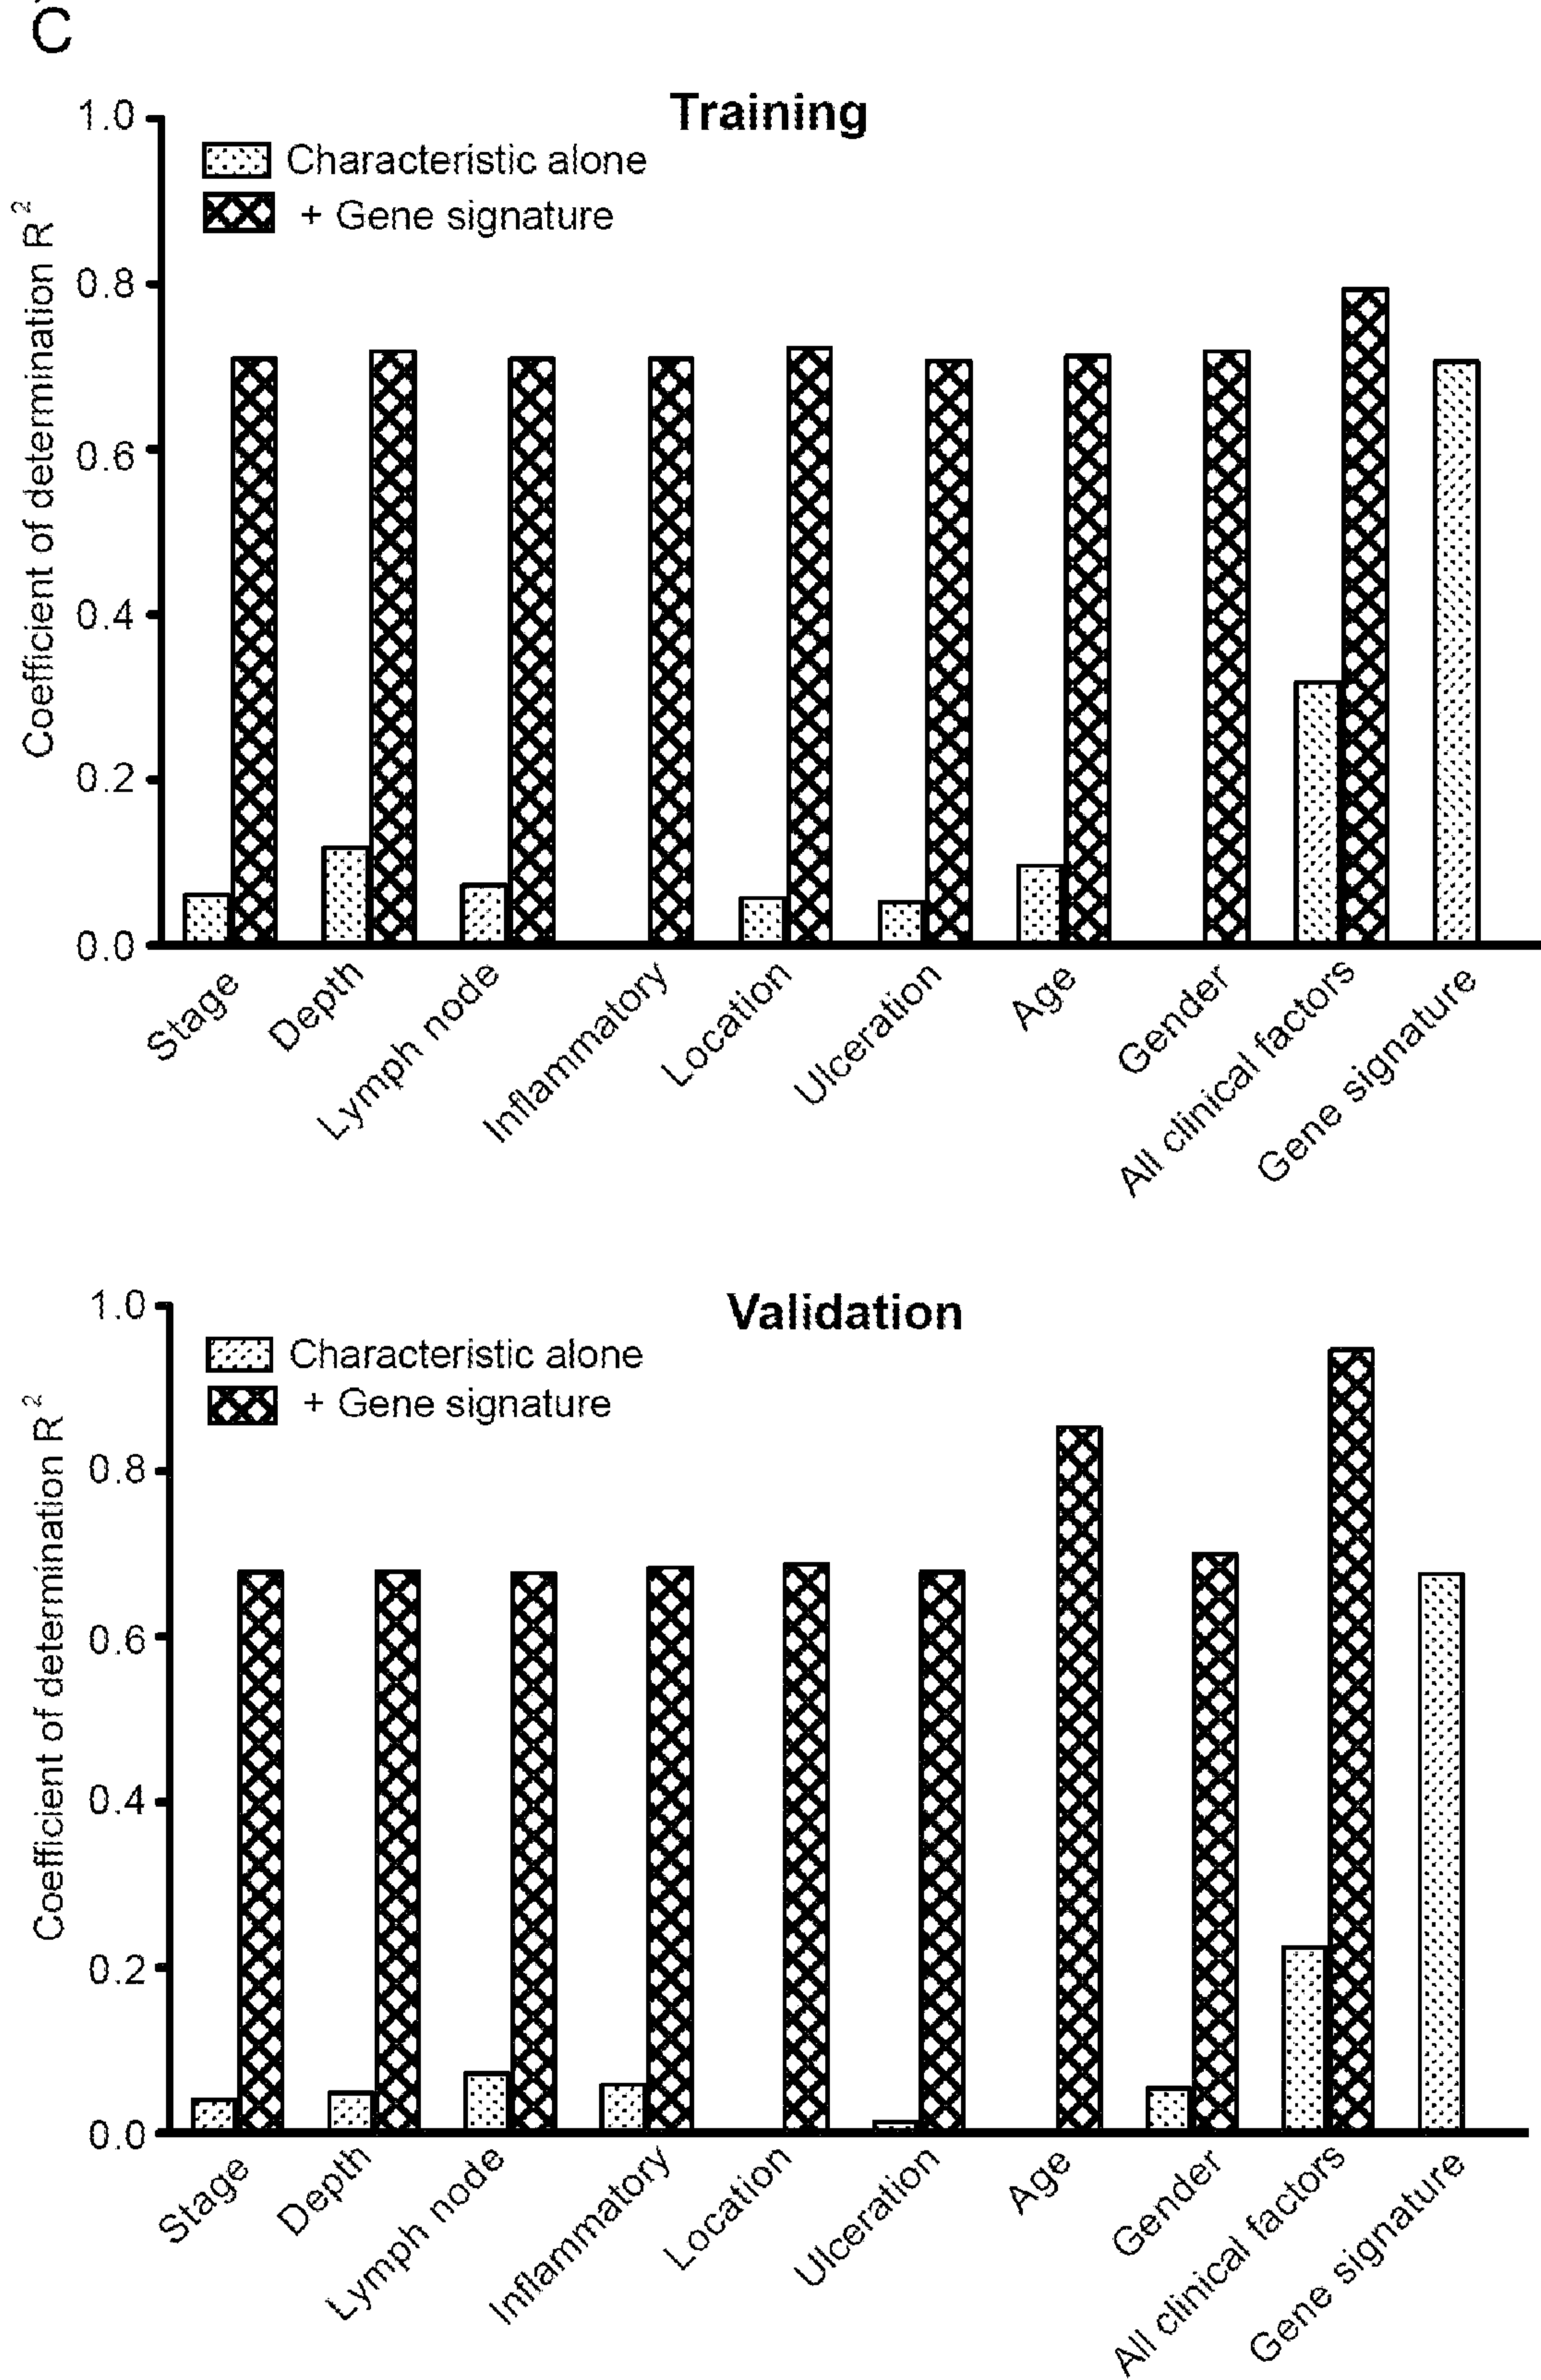 C
Training
Characteristic alone
+ Gene signature
Coefficient of determination R²
1.0
0.8
0.6
0.4
0.2
0.0
Stage
Depth
Lymph node
Inflammatory
Location
Ulceration
Age
Gender
All clinical factors
Gene signature
Validation
Characteristic alone
+ Gene signature
Coefficient of determination R²
1.0
0.8
0.6
0.4
0.2
0.0
Stage
Depth
Lymph node
Inflammatory
Location
Ulceration
Age
Gender
All clinical factors
Gene signature